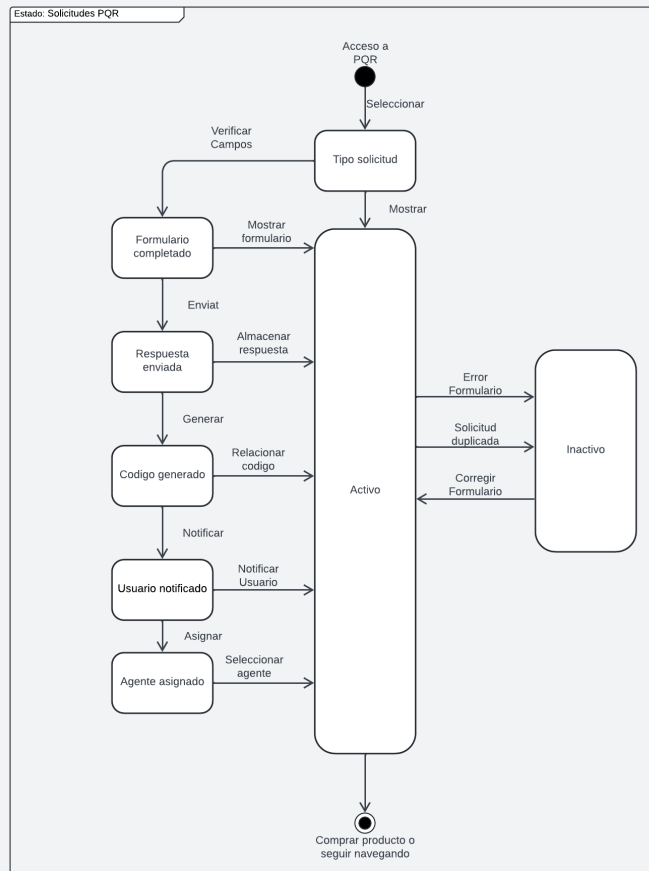 Estado: Solicitudes PQR
Acceso a
PQR
Seleccionar
Verificar
Campos
Tipo solicitud
Mostrar
Formulario
completado
Mostrar
formulario
Enviat
Respuesta
enviada
Almacenar
respuesta
Error
Formulario
Generar
Solicitud
duplicada
Inactivo
Codigo generado
Relacionar
codigo
Activo
Corregir
Formulario
Notificar
Usuario notificado
Notificar
Usuario
Asignar
Agente asignado
Seleccionar
agente
Comprar producto o
seguir navegando